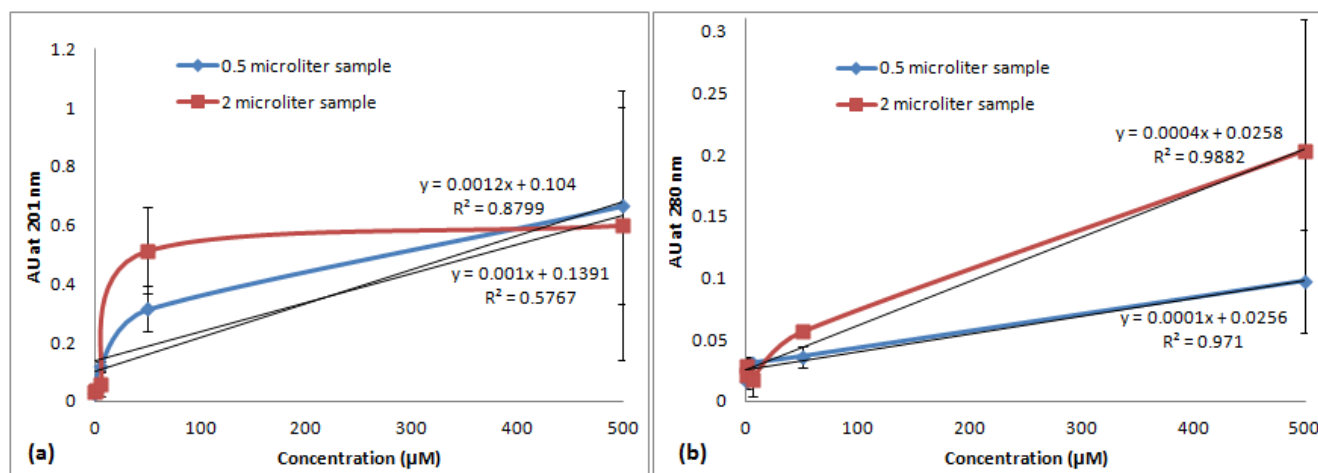 1.2
1
0.8
0.6
0.4
0.2
0
AU at 201 nm
0.5 microliter sample
2 microliter sample
y = 0.0012x + 0.104
R² = 0.8799
y = 0.001x + 0.1391
R² = 0.5767
0 100 200 300 400 500
(a) Concentration (µM)
0.3
0.25
0.2
0.15
0.1
0.05
0
AU at 280 nm
0.5 microliter sample
2 microliter sample
y = 0.0004x + 0.0258
R² = 0.9882
y = 0.0001x + 0.0256
R² = 0.971
0 100 200 300 400 500
(b) Concentration (µM)